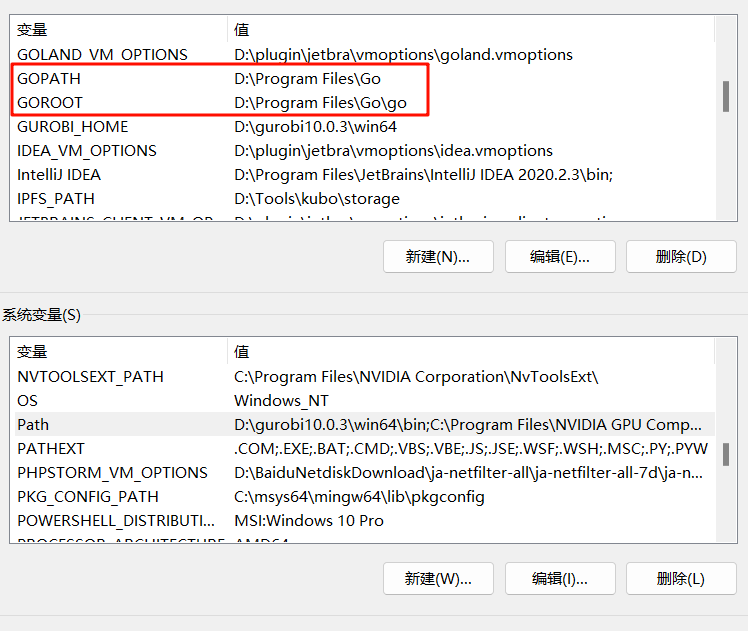 变量 值
GOLAND_VM_OPTIONS D:\plugin\jetbra\vmoptions\goland.vmoptions
GOPATH D:\Program Files\Go
GOROOT D:\Program Files\Go\go
GUROBI_HOME D:\gurobi10.0.3\win64
IDEA_VM_OPTIONS D:\plugin\jetbra\vmoptions\idea.vmoptions
IntelliJ IDEA D:\Program Files\JetBrains\IntelliJ IDEA 2020.2.3\bin;
IPFS_PATH D:\Tools\kubo\storage
新建(N)... 编辑(E)... 删除(D)
系统变量(S)
变量 值
NVTOOLSEXT_PATH C:\Program Files\NVIDIA Corporation\NvToolsExt\
OS Windows_NT
Path D:\gurobi10.0.3\win64\bin;C:\Program Files\NVIDIA GPU Comp...
PATHEXT .COM;.EXE;.BAT;.CMD;.VBS;.VBE;.JS;.JSE;.WSF;.WSH;.MSC;.PY;.PYW
PHPSTORM_VM_OPTIONS D:\BaiduNetdiskDownload\ja-netfilter-all\ja-netfilter-all-7d\ja-n...
PKG_CONFIG_PATH C:\msys64\mingw64\lib\pkgconfig
POWERSHELL_DISTRIBUTI... MSI:Windows 10 Pro
PROCESSOR_ARCHITECTURE AMD64
新建(W)... 编辑(I)... 删除(L)